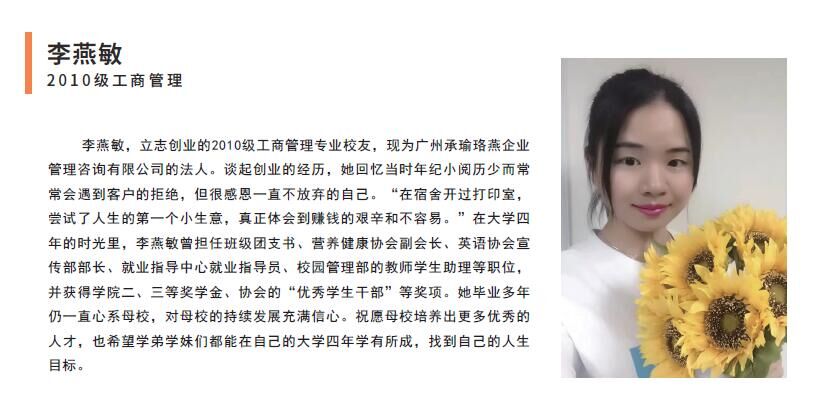 李燕敏
2010级工商管理
李燕敏，立志创业的2010级工商管理专业校友，现为广州承瑜珞燕企业
管理咨询有限公司的法人。谈起创业的经历，她回忆当时年纪小阅历少而常
常会遇到客户的拒绝，但很感恩一直不放弃的自己。“在宿舍开过打印室，
尝试了人生的第一个小生意，真正体会到赚钱的艰辛和不容易。”在大学四
年的时光里，李燕敏曾担任班级团支书、营养健康协会副会长、英语协会宣
传部部长、就业指导中心就业指导员、校园管理部的教师学生助理等职位，
并获得学院二、三等奖学金、协会的“优秀学生干部”等奖项。她毕业多年
仍一直心系母校，对母校的持续发展充满信心。祝愿母校培养出更多优秀的
人才，也希望学弟学妹们都能在自己的大学四年学有所成，找到自己的人生
目标。